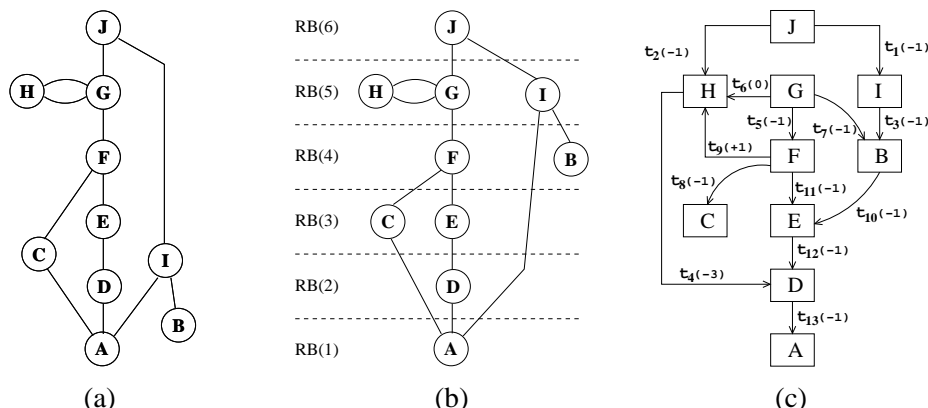 J
H
G
F
E
C
I
D
B
A
(a)
RB(6)
J
RB(5)
H
G
I
RB(4)
F
B
RB(3)
C
E
RB(2)
D
RB(1)
A
(b)
J
t2(-1)
t1(-1)
H
t6(0)
G
I
t5(-1)
t7(-1)
t3(-1)
t9(+1)
F
B
t8(-1)
t11(-1)
C
E
t10(-1)
t12(-1)
t4(-3)
D
t13(-1)
A
(c)